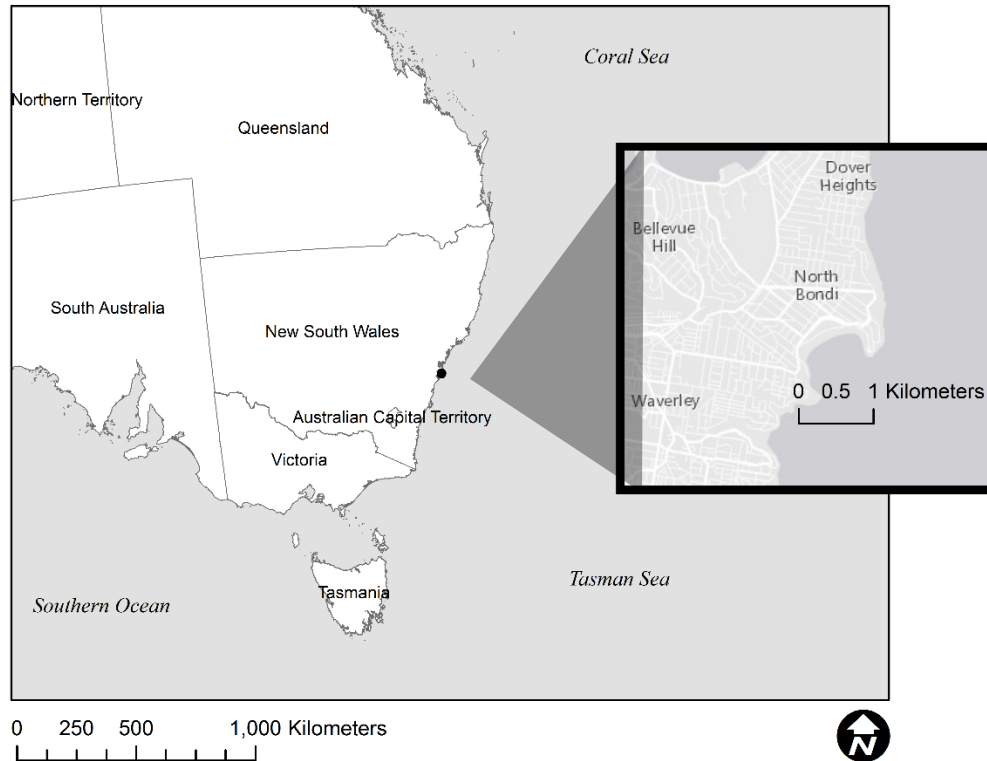 Coral Sea
Northern Territory
Queensland
Dover
Heights
Bellevue
Hill
North
Bondi
South Australia
New South Wales
0 0.5 1 Kilometers
Waverley
Australian Capital Territory
Victoria
Tasman Sea
Tasmania
Southern Ocean
0 250 500 1,000 Kilometers
N